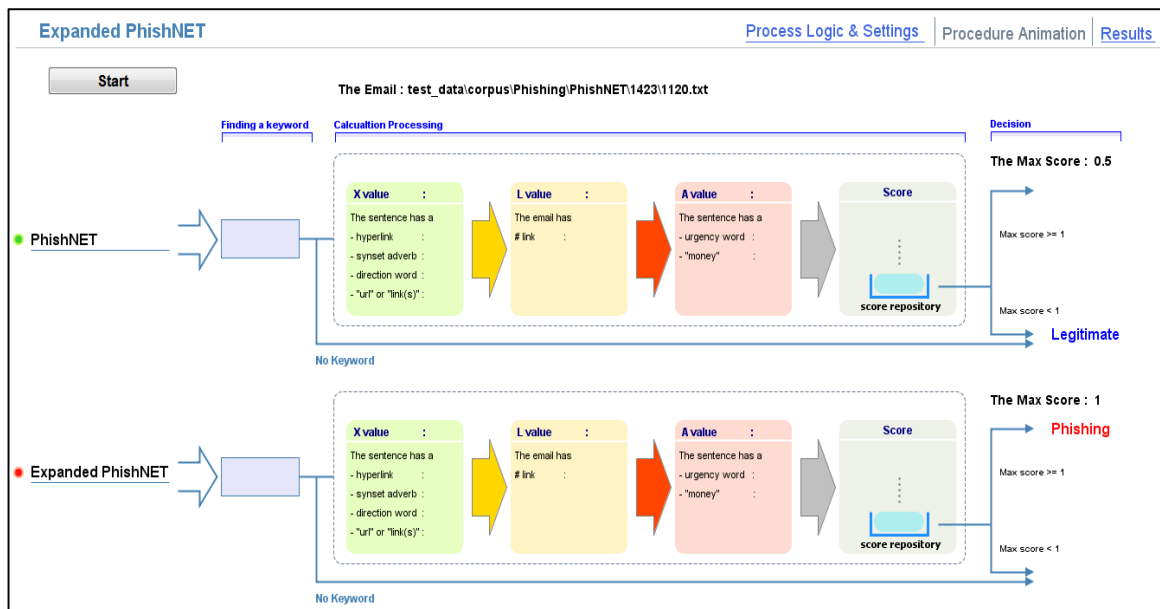 Expanded PhishNET
Process Logic & Settings
Procedure Animation
Results
Start
The Email : test_data\corpus\Phishing\PhishNET\1423\1120.txt
Finding a keyword
Calcualtion Processing
Decision
The Max Score : 0.5
PhishNET
X value :
The sentence has a
- hyperlink :
- synset adverb :
- direction word :
- "url" or "link(s)" :
L value :
The email has
# link :
A value :
The sentence has a
- urgency word :
- "money" :
Score
score repository
Max score >= 1
Max score < 1
Legitimate
No Keyword
The Max Score : 1
Expanded PhishNET
X value :
The sentence has a
- hyperlink :
- synset adverb :
- direction word :
- "url" or "link(s)" :
L value :
The email has
# link :
A value :
The sentence has a
- urgency word :
- "money" :
Score
score repository
Phishing
Max score >= 1
Max score < 1
No Keyword